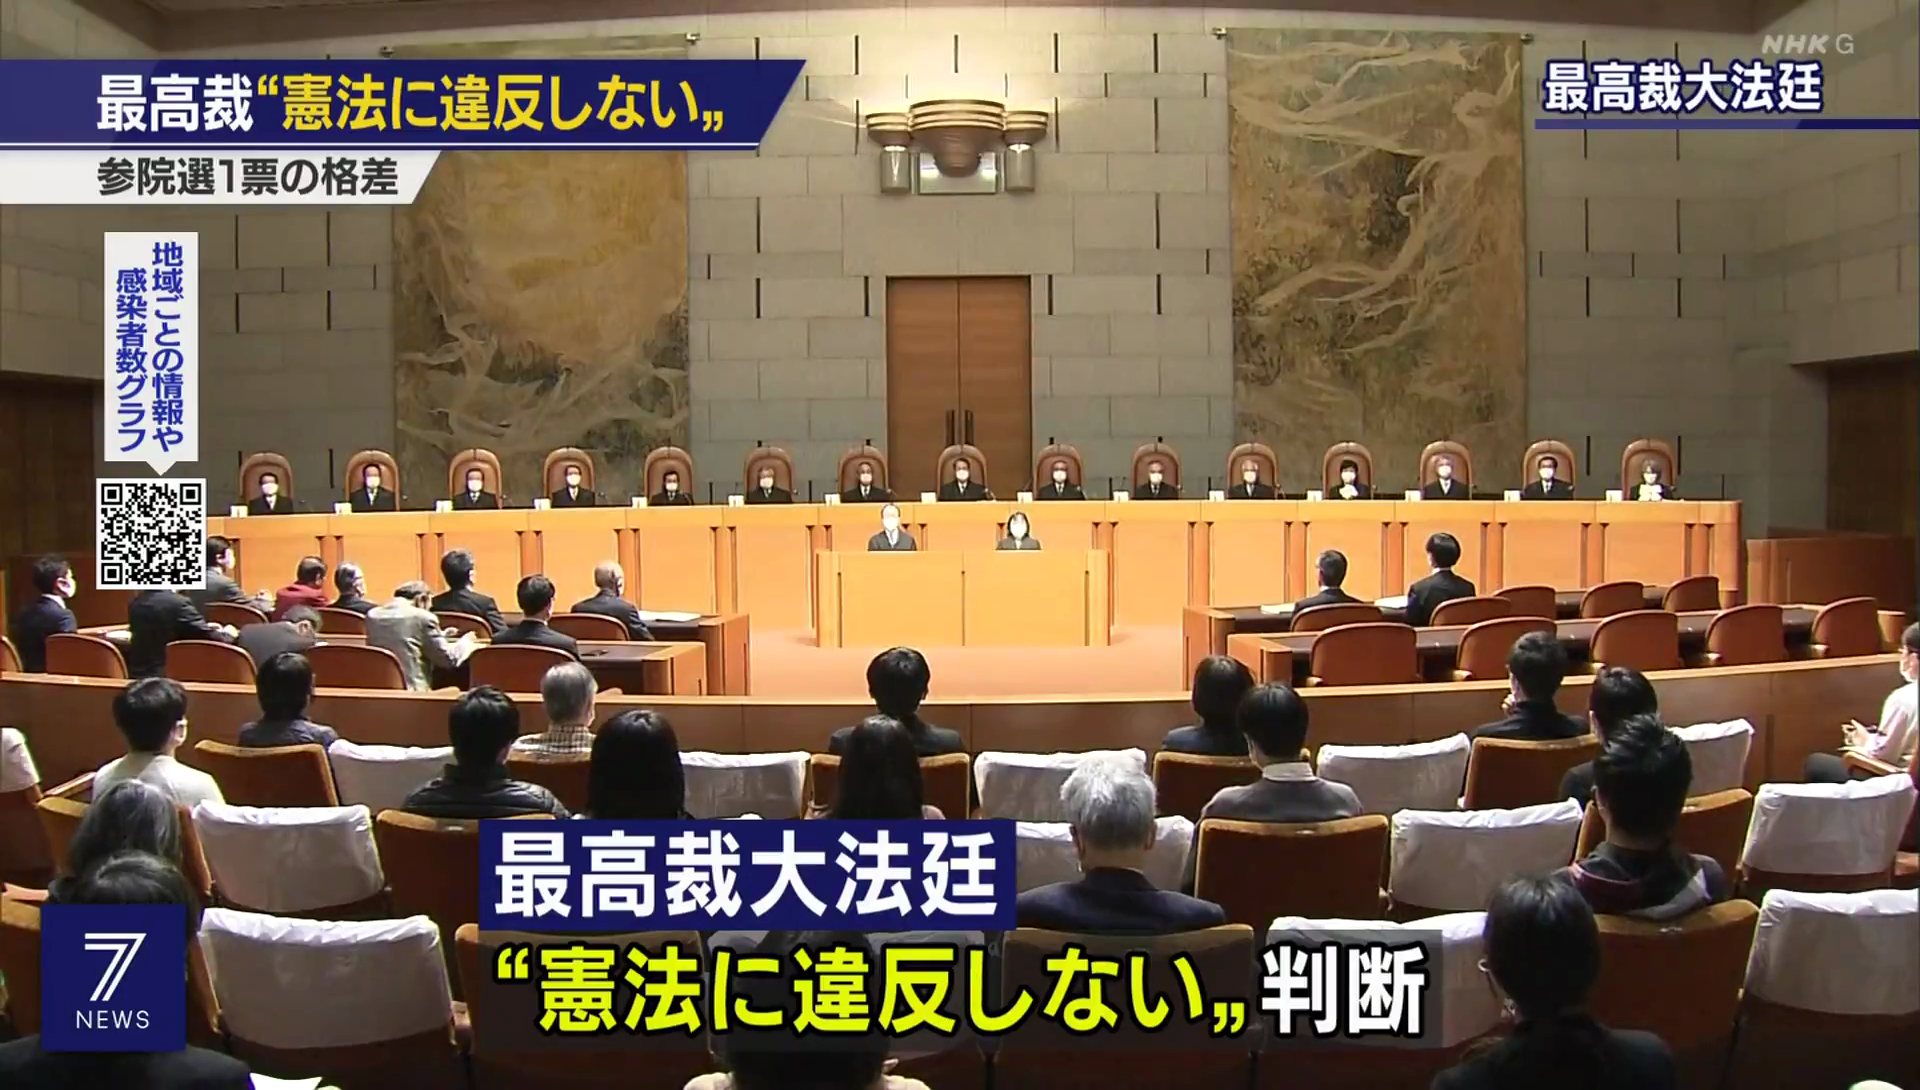 NHK G
最高裁“憲法に違反しない„
参院選1票の格差
最高裁大法廷
地域ごとの情報や
感染者数グラフ
最高裁大法廷
“憲法に違反しない„判断
7
NEWS